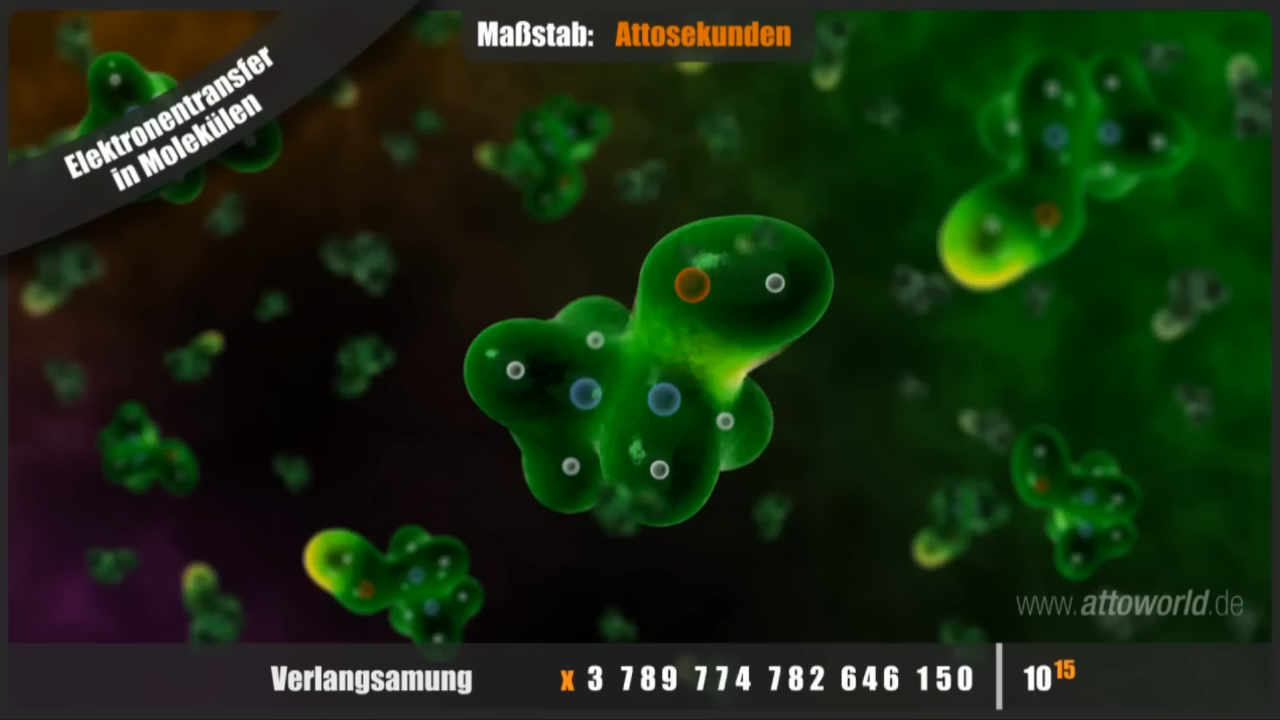 Maßstab: Attosekunden
Elektronentransfer
in Molekülen
www.attoworld.de
Verlangsamung x 3 789 774 782 646 150 | 10¹⁵